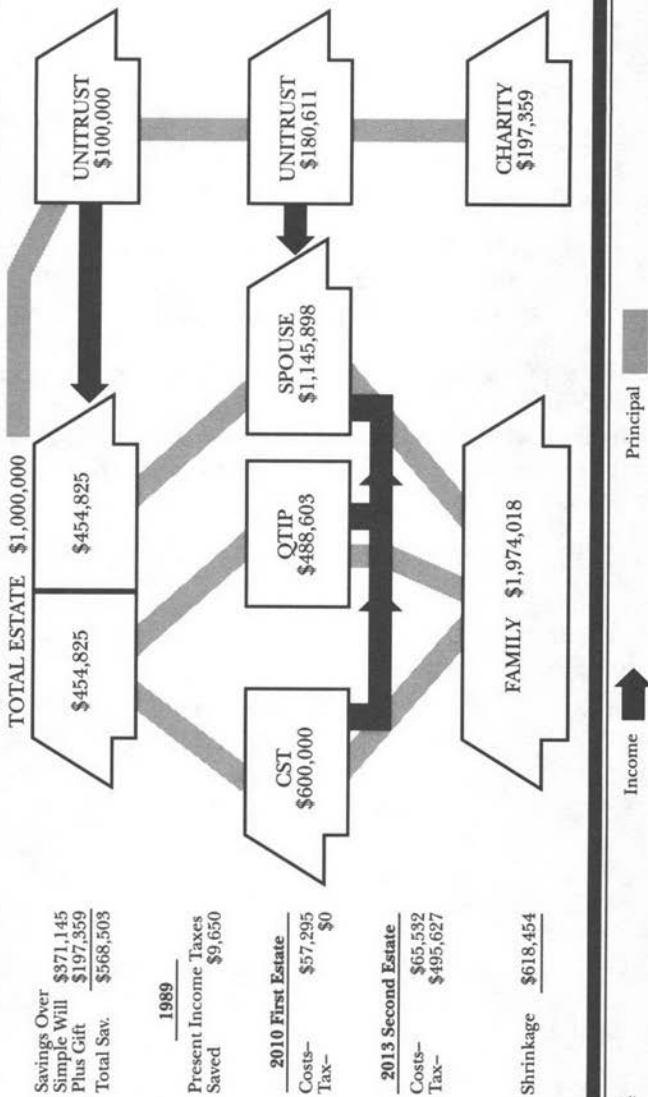 Savings Over
Simple Will $371,145
Plus Gift $197,359
Total Sav. $568,503
1989
Present Income Taxes
Saved $9,650
2010 First Estate
Costs– $57,295
Tax– $0
2013 Second Estate
Costs– $65,532
Tax– $495,627
Shrinkage $618,454
TOTAL ESTATE $1,000,000
$454,825
$454,825
UNITRUST
$100,000
CST
$600,000
QTIP
$488,603
SPOUSE
$1,145,898
UNITRUST
$180,611
FAMILY $1,974,018
CHARITY
$197,359
Income
Principal